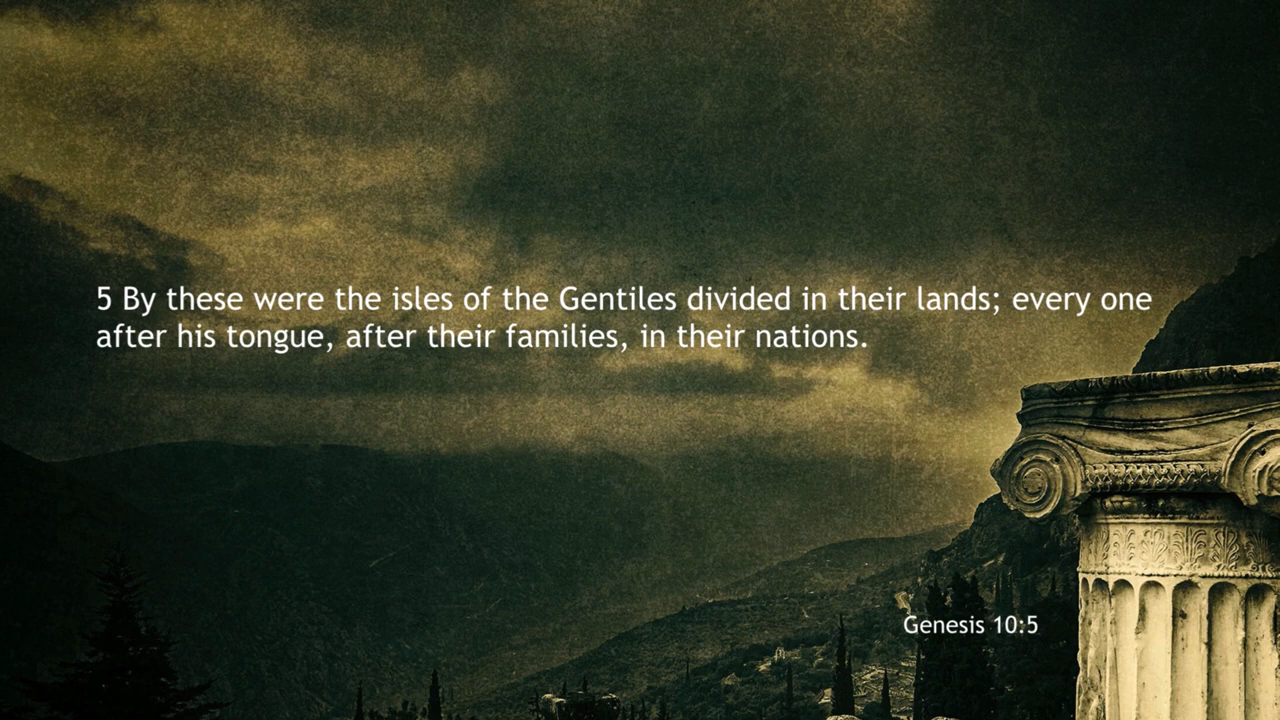 5 By these were the isles of the Gentiles divided in their lands; every one
after his tongue, after their families, in their nations.
Genesis 10:5